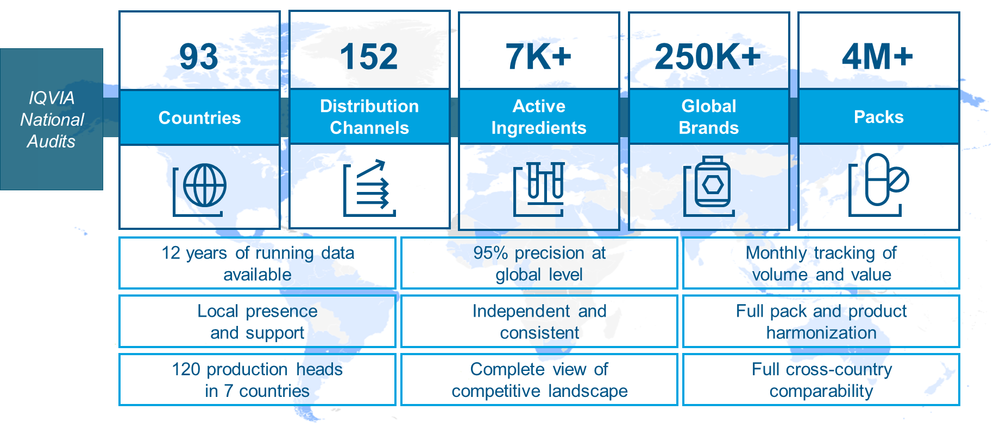 IQVIA
National
Audits
93
Countries
152
Distribution
Channels
7K+
Active
Ingredients
250K+
Global
Brands
4M+
Packs
12 years of running data
available
95% precision at
global level
Monthly tracking of
volume and value
Local presence
and support
Independent and
consistent
Full pack and product
harmonization
120 production heads
in 7 countries
Complete view of
competitive landscape
Full cross-country
comparability